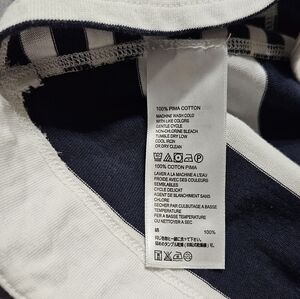 100% PIMA COTTON
MACHINE WASH COLD
WITH LIKE COLORS
GENTLE CYCLE
NON-CHLORINE BLEACH
TUMBLE DRY LOW
COOL IRON
OR DRY CLEAN
100% COTON PIMA
LAVER A LA MACHINE A L'EAU
FROIDE AVEC DES COULEURS
SEMBLABLES
CYCLE DELICAT
AGENT DE BLANCHIMENT SANS
CHLORE
SECHER PAR CULBUTAGE A BASSE
TEMPERATURE
FER A BASSE TEMPERATURE
OU NETTOYER A SEC
綿 100%